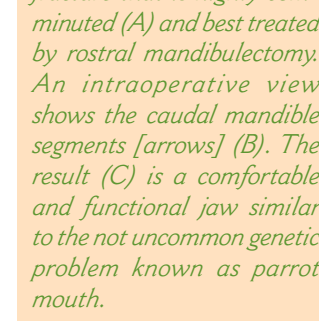 minuted (A) and best treated
by rostral mandibulectomy.
An intraoperative view
shows the caudal mandible
segments [arrows] (B). The
result (C) is a comfortable
and functional jaw similar
to the not uncommon genetic
problem known as parrot
mouth.